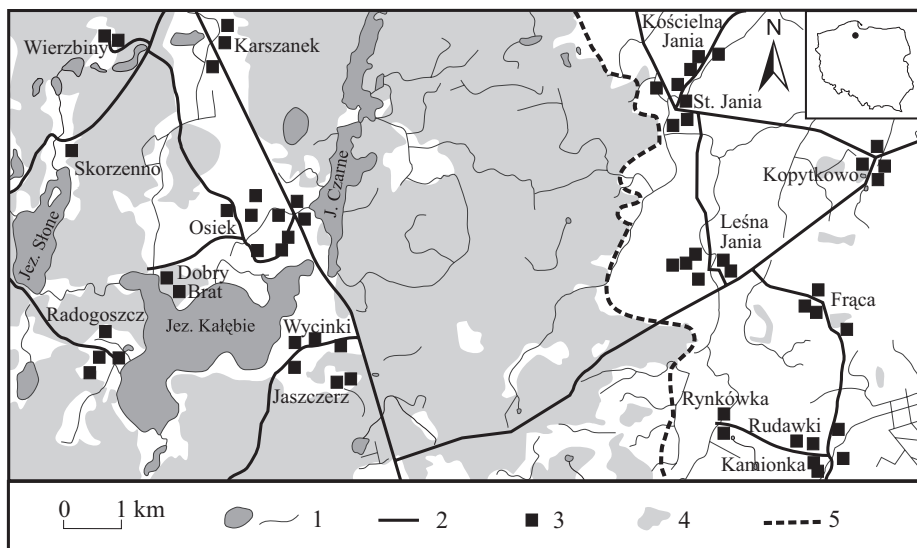 Kościelna
Jania
Wierzbiny
Karszanek
N
St. Jania
Skorzenno
J. Czarne
Kopytkowo
Jez. Słone
Osiek
Leśna
Jania
Dobry
Brat
Radogoszcz
Jez. Kałębie
Wycinki
Frąca
Jaszczerz
Rynkówka
Rudawki
Kamionka
0 1 km
1 2 3 4 5